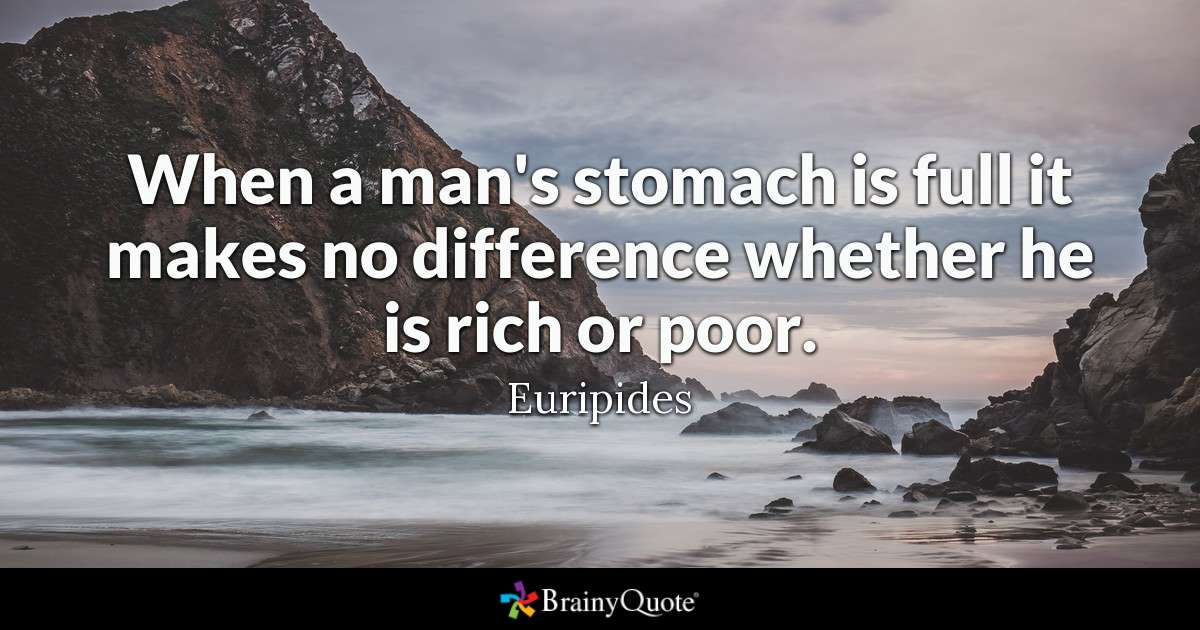 When a man's stomach is full it
makes no difference whether he
is rich or poor.
Euripides
BrainyQuote®